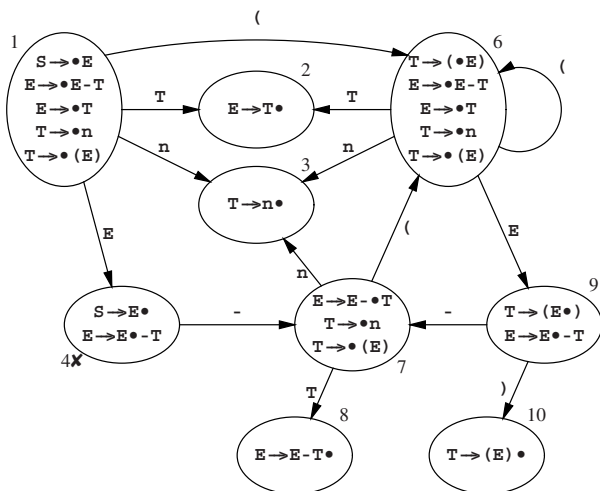 (
1
S→•E
E→•E-T
E→•T
T→•n
T→•(E)
T
2
E→T•
T
6
T→(•E)
E→•E-T
E→•T
T→•n
T→•(E)
(
n
3
T→n•
n
E
(
E
n
S→E•
E→E•-T
4✘
-
E→E-•T
T→•n
T→•(E)
7
-
9
T→(E•)
E→E•-T
T
)
8
E→E-T•
10
T→(E)•